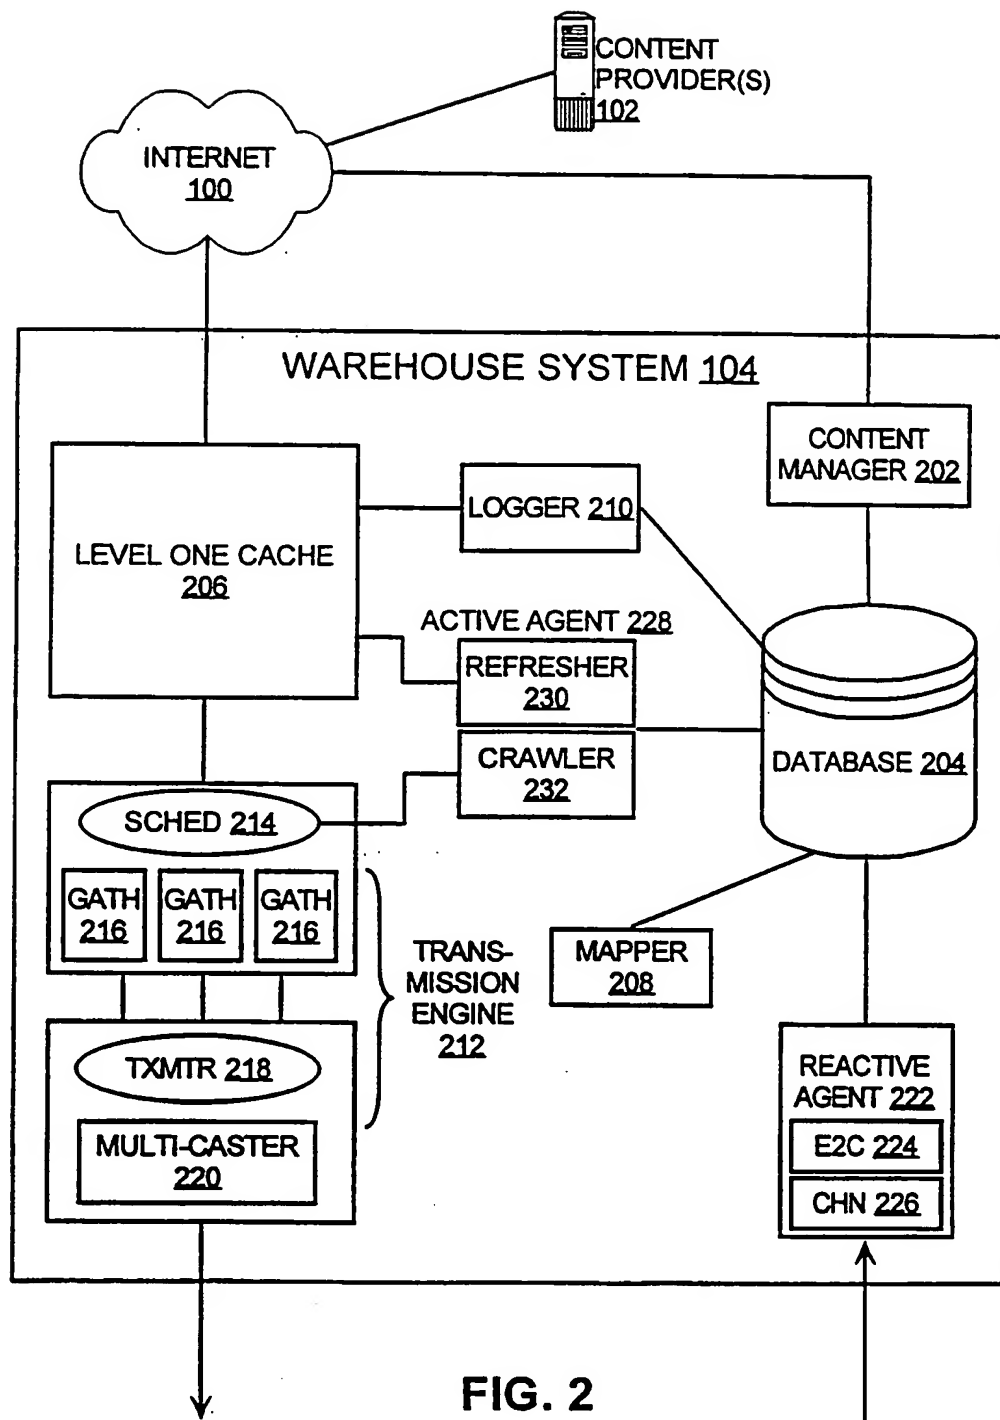 CONTENT
PROVIDER(S)
102
INTERNET
100
WAREHOUSE SYSTEM 104
CONTENT
MANAGER 202
LOGGER 210
LEVEL ONE CACHE
206
ACTIVE AGENT 228
REFRESHER
230
CRAWLER
232
DATABASE 204
SCHED 214
GATH
216
GATH
216
GATH
216
TRANS-
MISSION
ENGINE
212
MAPPER
208
TXMTR 218
MULTI-CASTER
220
REACTIVE
AGENT 222
E2C 224
CHN 226
FIG. 2